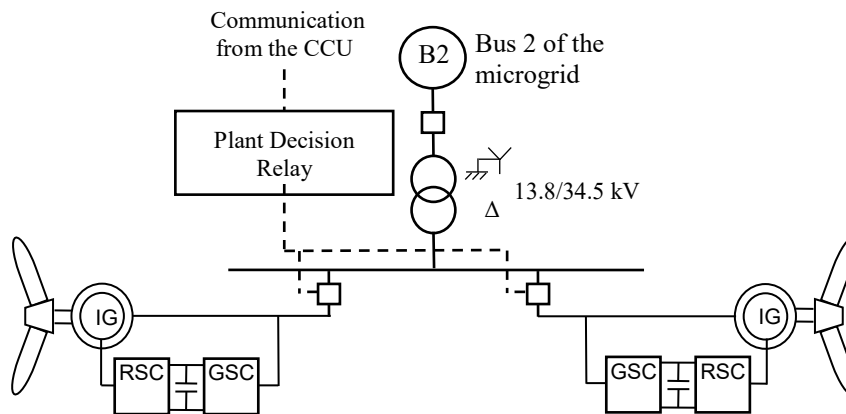 Communication
from the CCU
B2
Bus 2 of the
microgrid
Plant Decision
Relay
13.8/34.5 kV
Δ
IG
IG
RSC
GSC
GSC
RSC